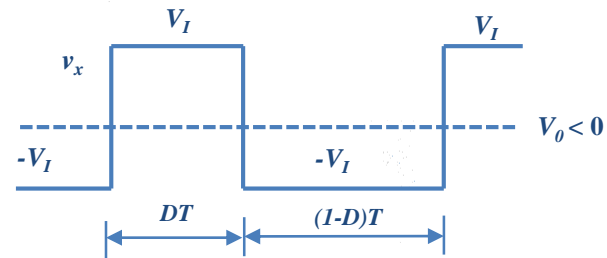 V_I
V_I
v_x
V_0 < 0
-V_I
-V_I
DT
(1-D)T